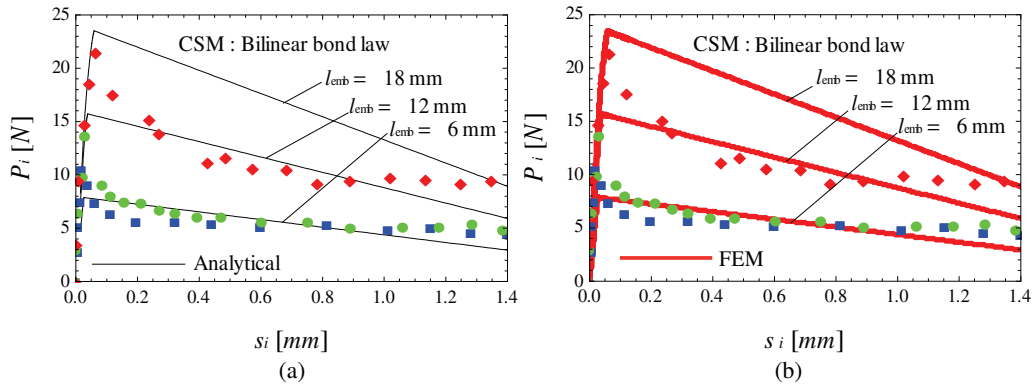 25
20
15
10
5
0
P i [N]
CSM : Bilinear bond law
lemb = 18 mm
lemb = 12 mm
lemb = 6 mm
Analytical
0.0 0.2 0.4 0.6 0.8 1.0 1.2 1.4
si [mm]
(a)
25
20
15
10
5
0
P i [N]
CSM : Bilinear bond law
lemb = 18 mm
lemb = 12 mm
lemb = 6 mm
FEM
0.0 0.2 0.4 0.6 0.8 1.0 1.2 1.4
s i [mm]
(b)